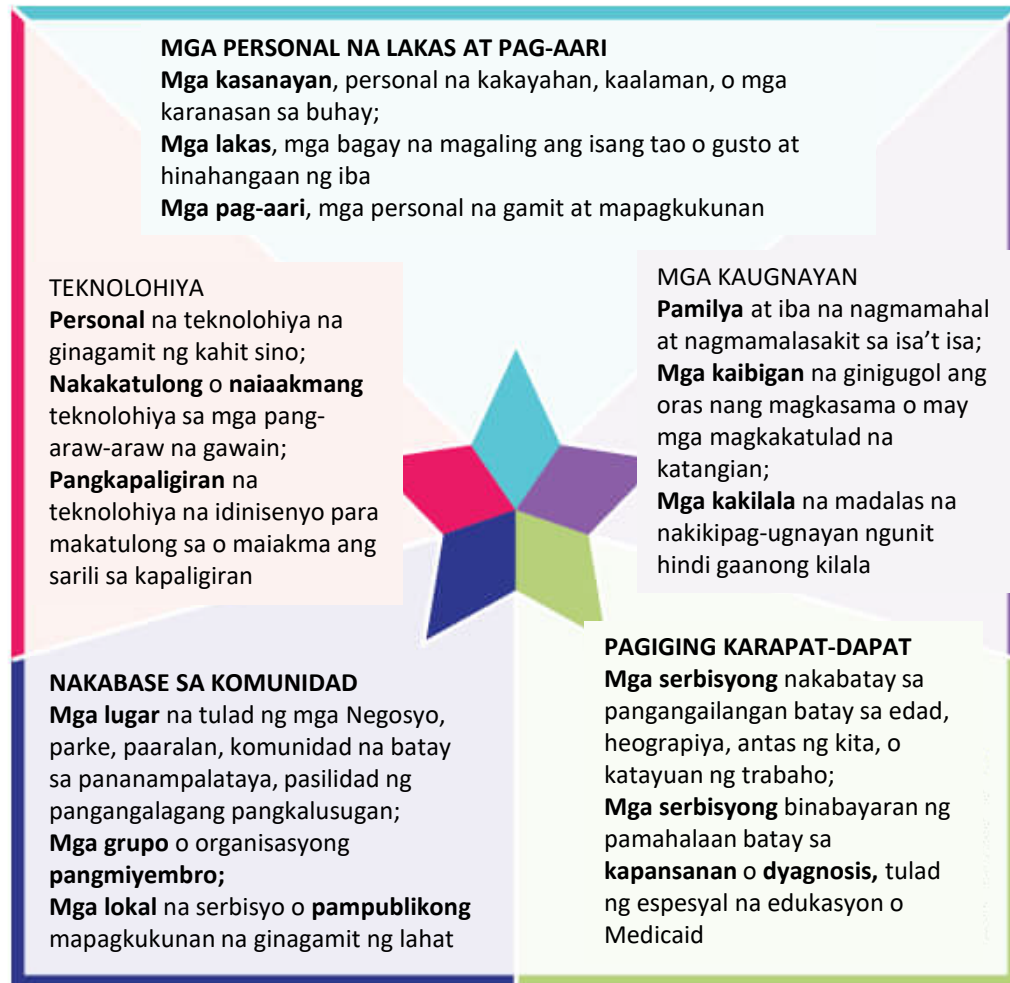 MGA PERSONAL NA LAKAS AT PAG-AARI
Mga kasanayan, personal na kakayahan, kaalaman, o mga
karanasan sa buhay;
Mga lakas, mga bagay na magaling ang isang tao o gusto at
hinahangaan ng iba
Mga pag-aari, mga personal na gamit at mapagkukunan
TEKNOLOHIYA
Personal na teknolohiya na
ginagamit ng kahit sino;
Nakakatulong o naiaakmang
teknolohiya sa mga pang-
araw-araw na gawain;
Pangkapaligiran na
teknolohiya na idinisenyo para
makatulong sa o maiakma ang
sarili sa kapaligiran
MGA KAUGNAYAN
Pamilya at iba na nagmamahal
at nagmamalasakit sa isa't isa;
Mga kaibigan na ginigugol ang
oras nang magkasama o may
mga magkakatulad na
katangian;
Mga kakilala na madalas na
nakikipag-ugnayan ngunit
hindi gaanong kilala
NAKABASE SA KOMUNIDAD
Mga lugar na tulad ng mga Negosyo,
parke, paaralan, komunidad na batay
sa pananampalataya, pasilidad ng
pangangalagang pangkalusugan;
Mga grupo o organisasyong
pangmiyembro;
Mga lokal na serbisyo o pampublikong
mapagkukunan na ginagamit ng lahat
PAGIGING KARAPAT-DAPAT
Mga serbisyong nakabatay sa
pangangailangan batay sa edad,
heograpiya, antas ng kita, o
katayuan ng trabaho;
Mga serbisyong binabayaran ng
pamahalaan batay sa
kapansanan o dyagnosis, tulad
ng espesyal na edukasyon o
Medicaid